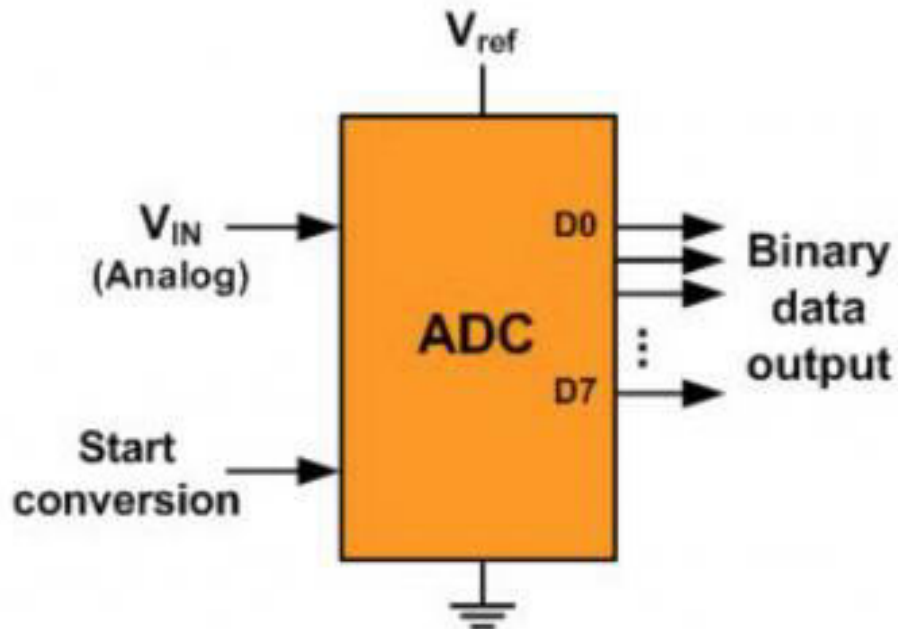 Vref
VIN
(Analog)
Start
conversion
ADC
D0
D7
Binary
data
output